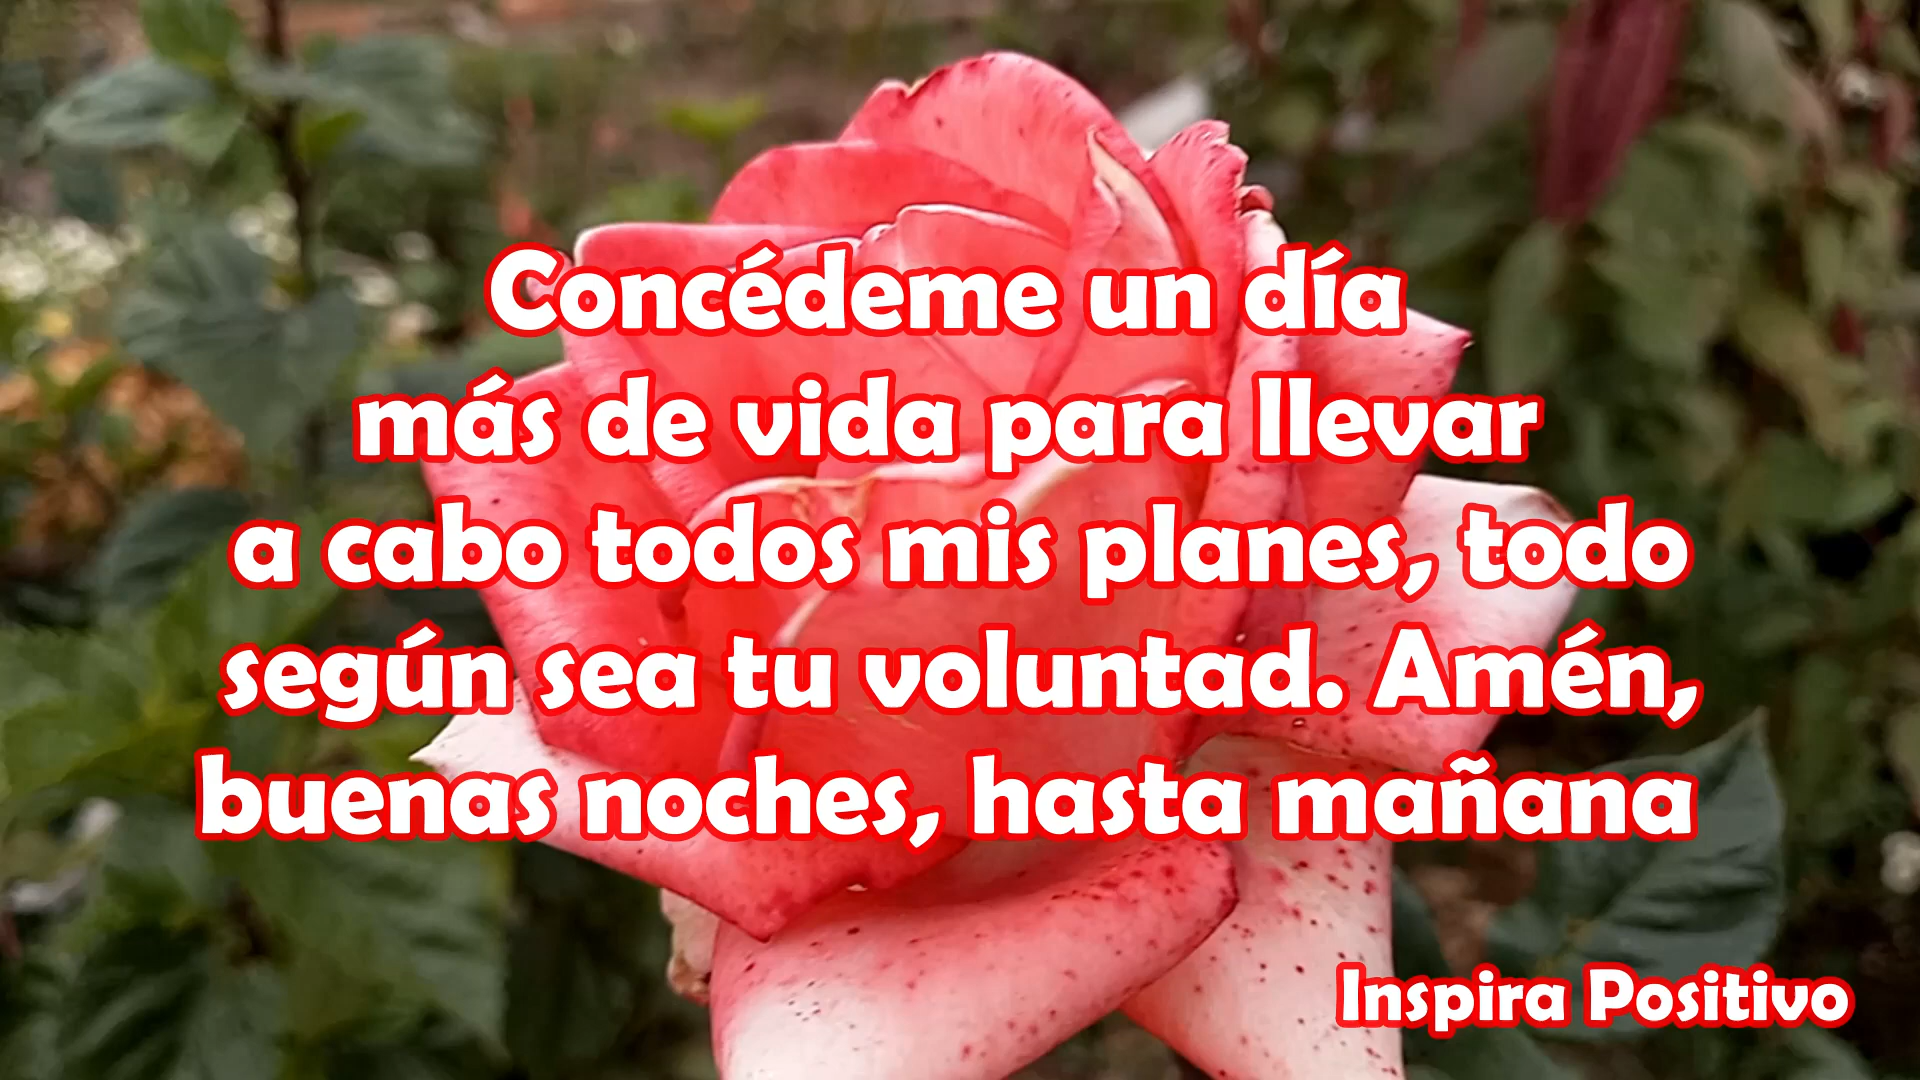 Concédeme un día
más de vida para llevar
a cabo todos mis planes, todo
según sea tu voluntad. Amén,
buenas noches, hasta mañana
Inspira Positivo